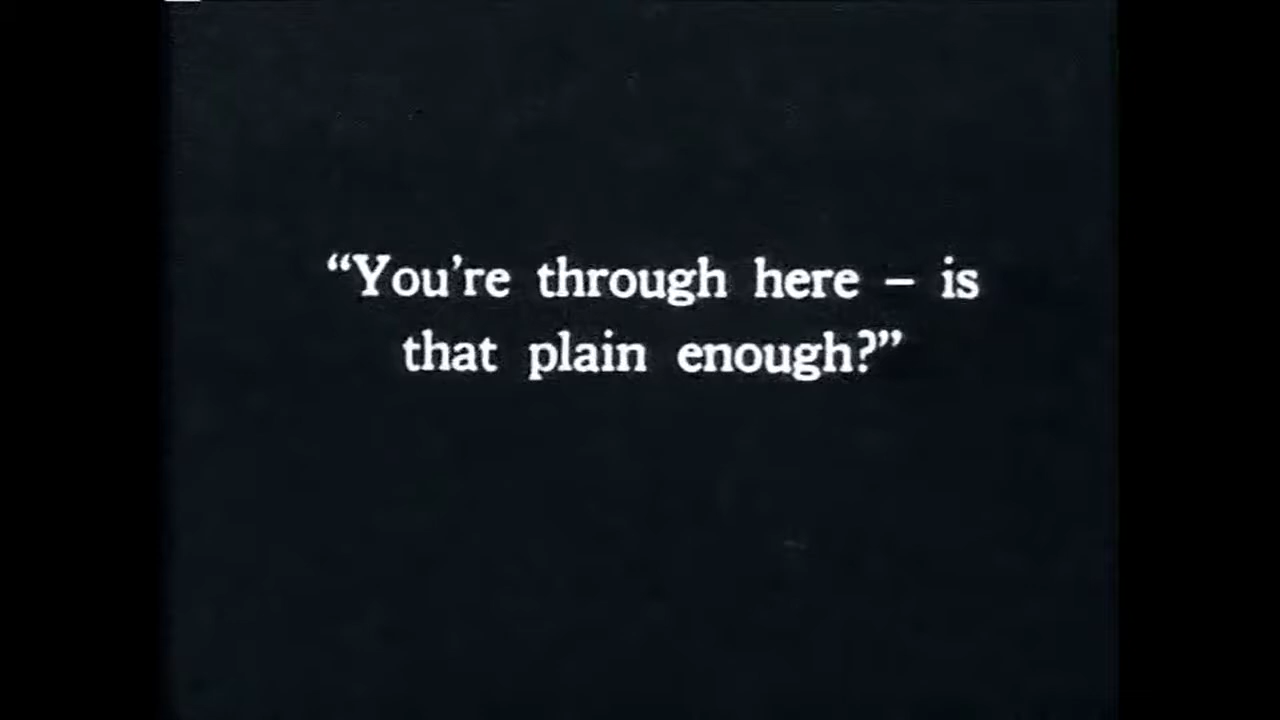 “You’re through here – is
that plain enough?”